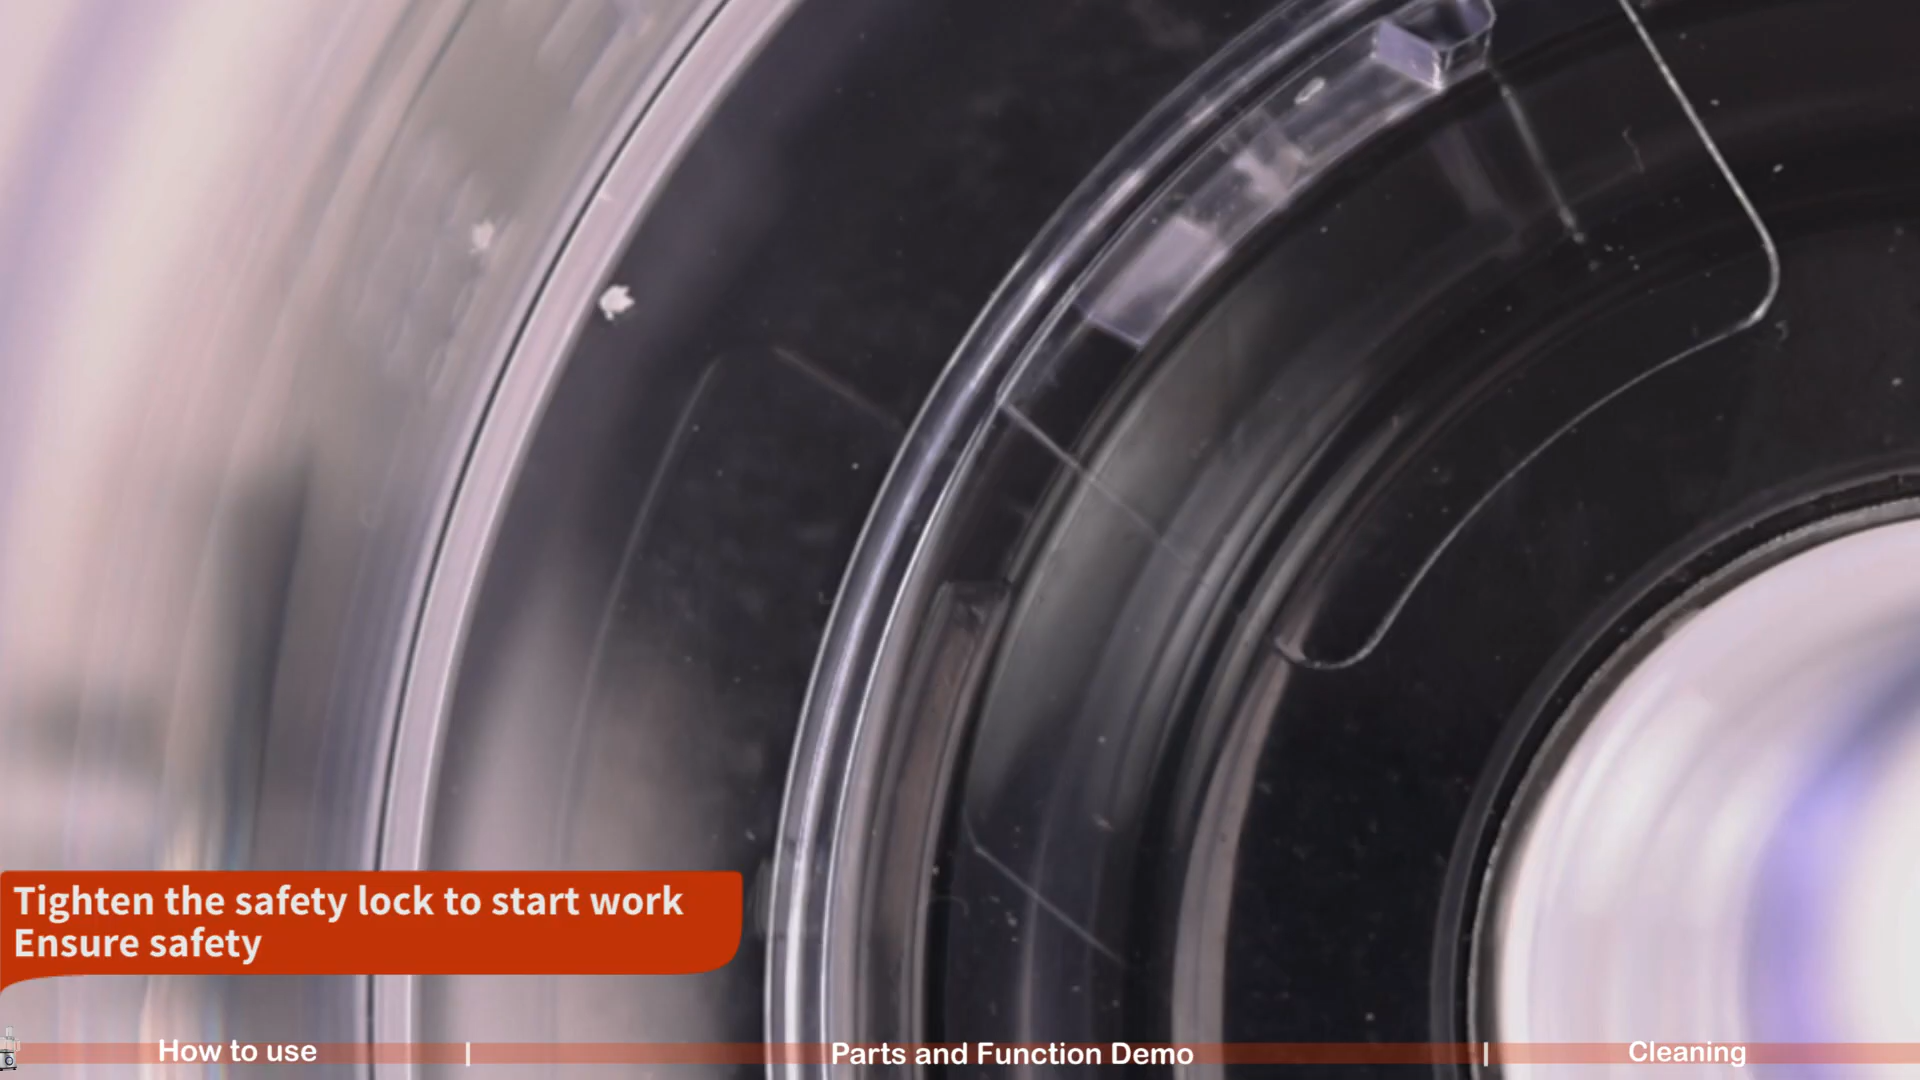 Tighten the safety lock to start work
Ensure safety
How to use | Parts and Function Demo | Cleaning